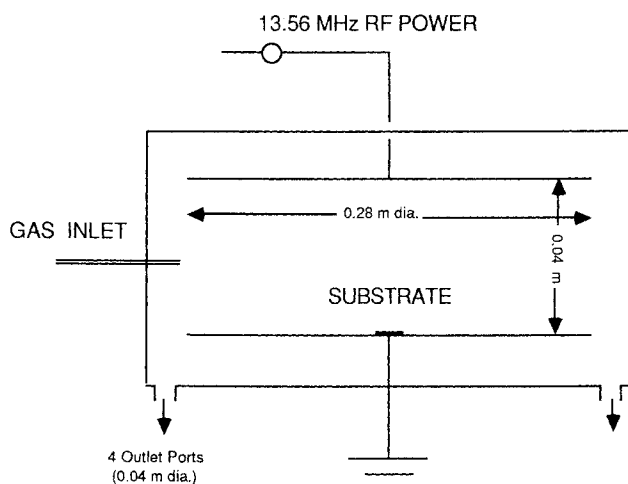 13.56 MHz RF POWER
0.28 m dia.
GAS INLET
0.04 m
SUBSTRATE
4 Outlet Ports
(0.04 m dia.)